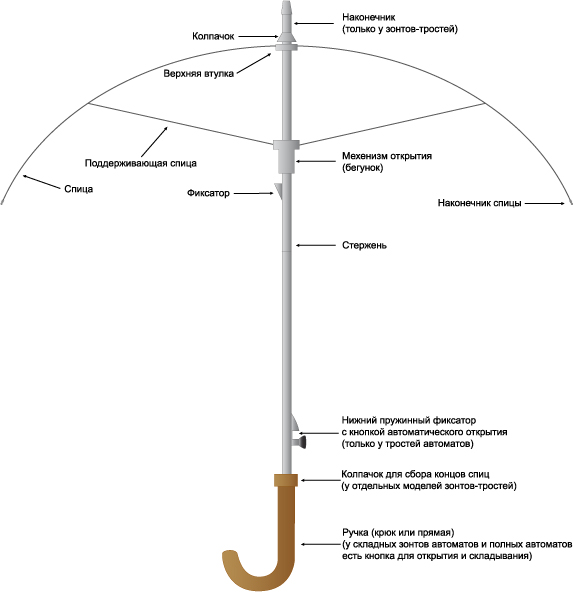 Наконечник
(только у зонтов-тростей)
Колпачок
Верхняя втулка
Поддерживающая спица
Механизм открытия
(бегунок)
Спица
Фиксатор
Наконечник спицы
Стержень
Нижний пружинный фиксатор
с кнопкой автоматического открытия
(только у тростей автоматов)
Колпачок для сбора концов спиц
(у отдельных моделей зонтов-тростей)
Ручка (крюк или прямая)
(у складных зонтов автоматов и полных автоматов
есть кнопка для открытия и складывания)